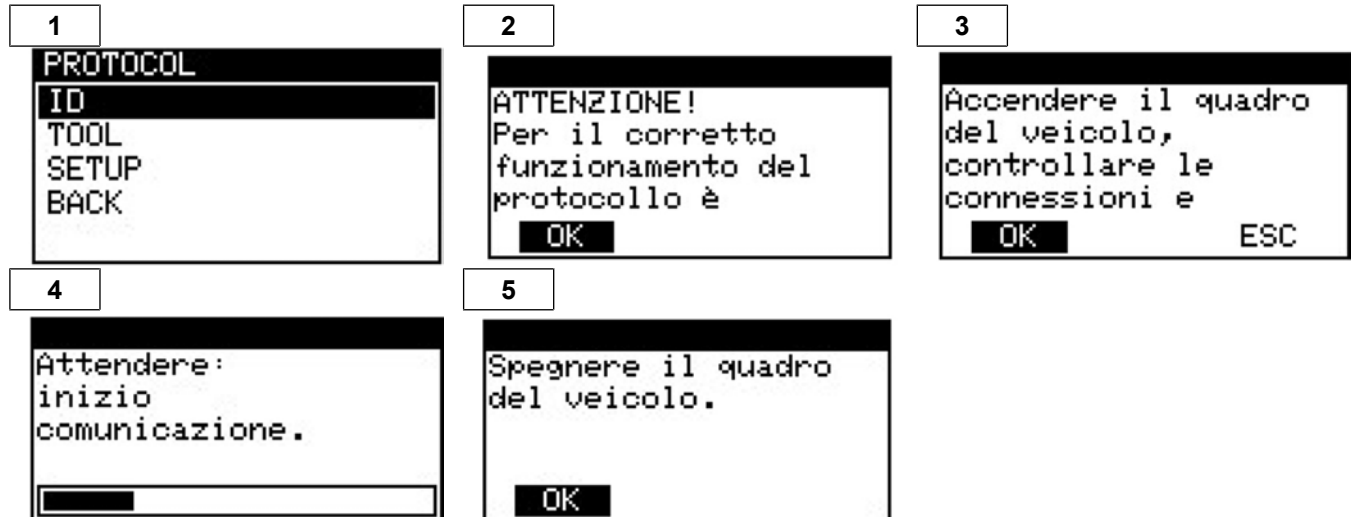 1
PROTOCOL
ID
TOOL
SETUP
BACK
2
ATTENZIONE!
Per il corretto
funzionamento del
protocollo è
OK
3
Accendere il quadro
del veicolo,
controllare le
connessioni e
OK ESC
4
Attendere:
inizio
comunicazione.
5
Spegnere il quadro
del veicolo.
OK